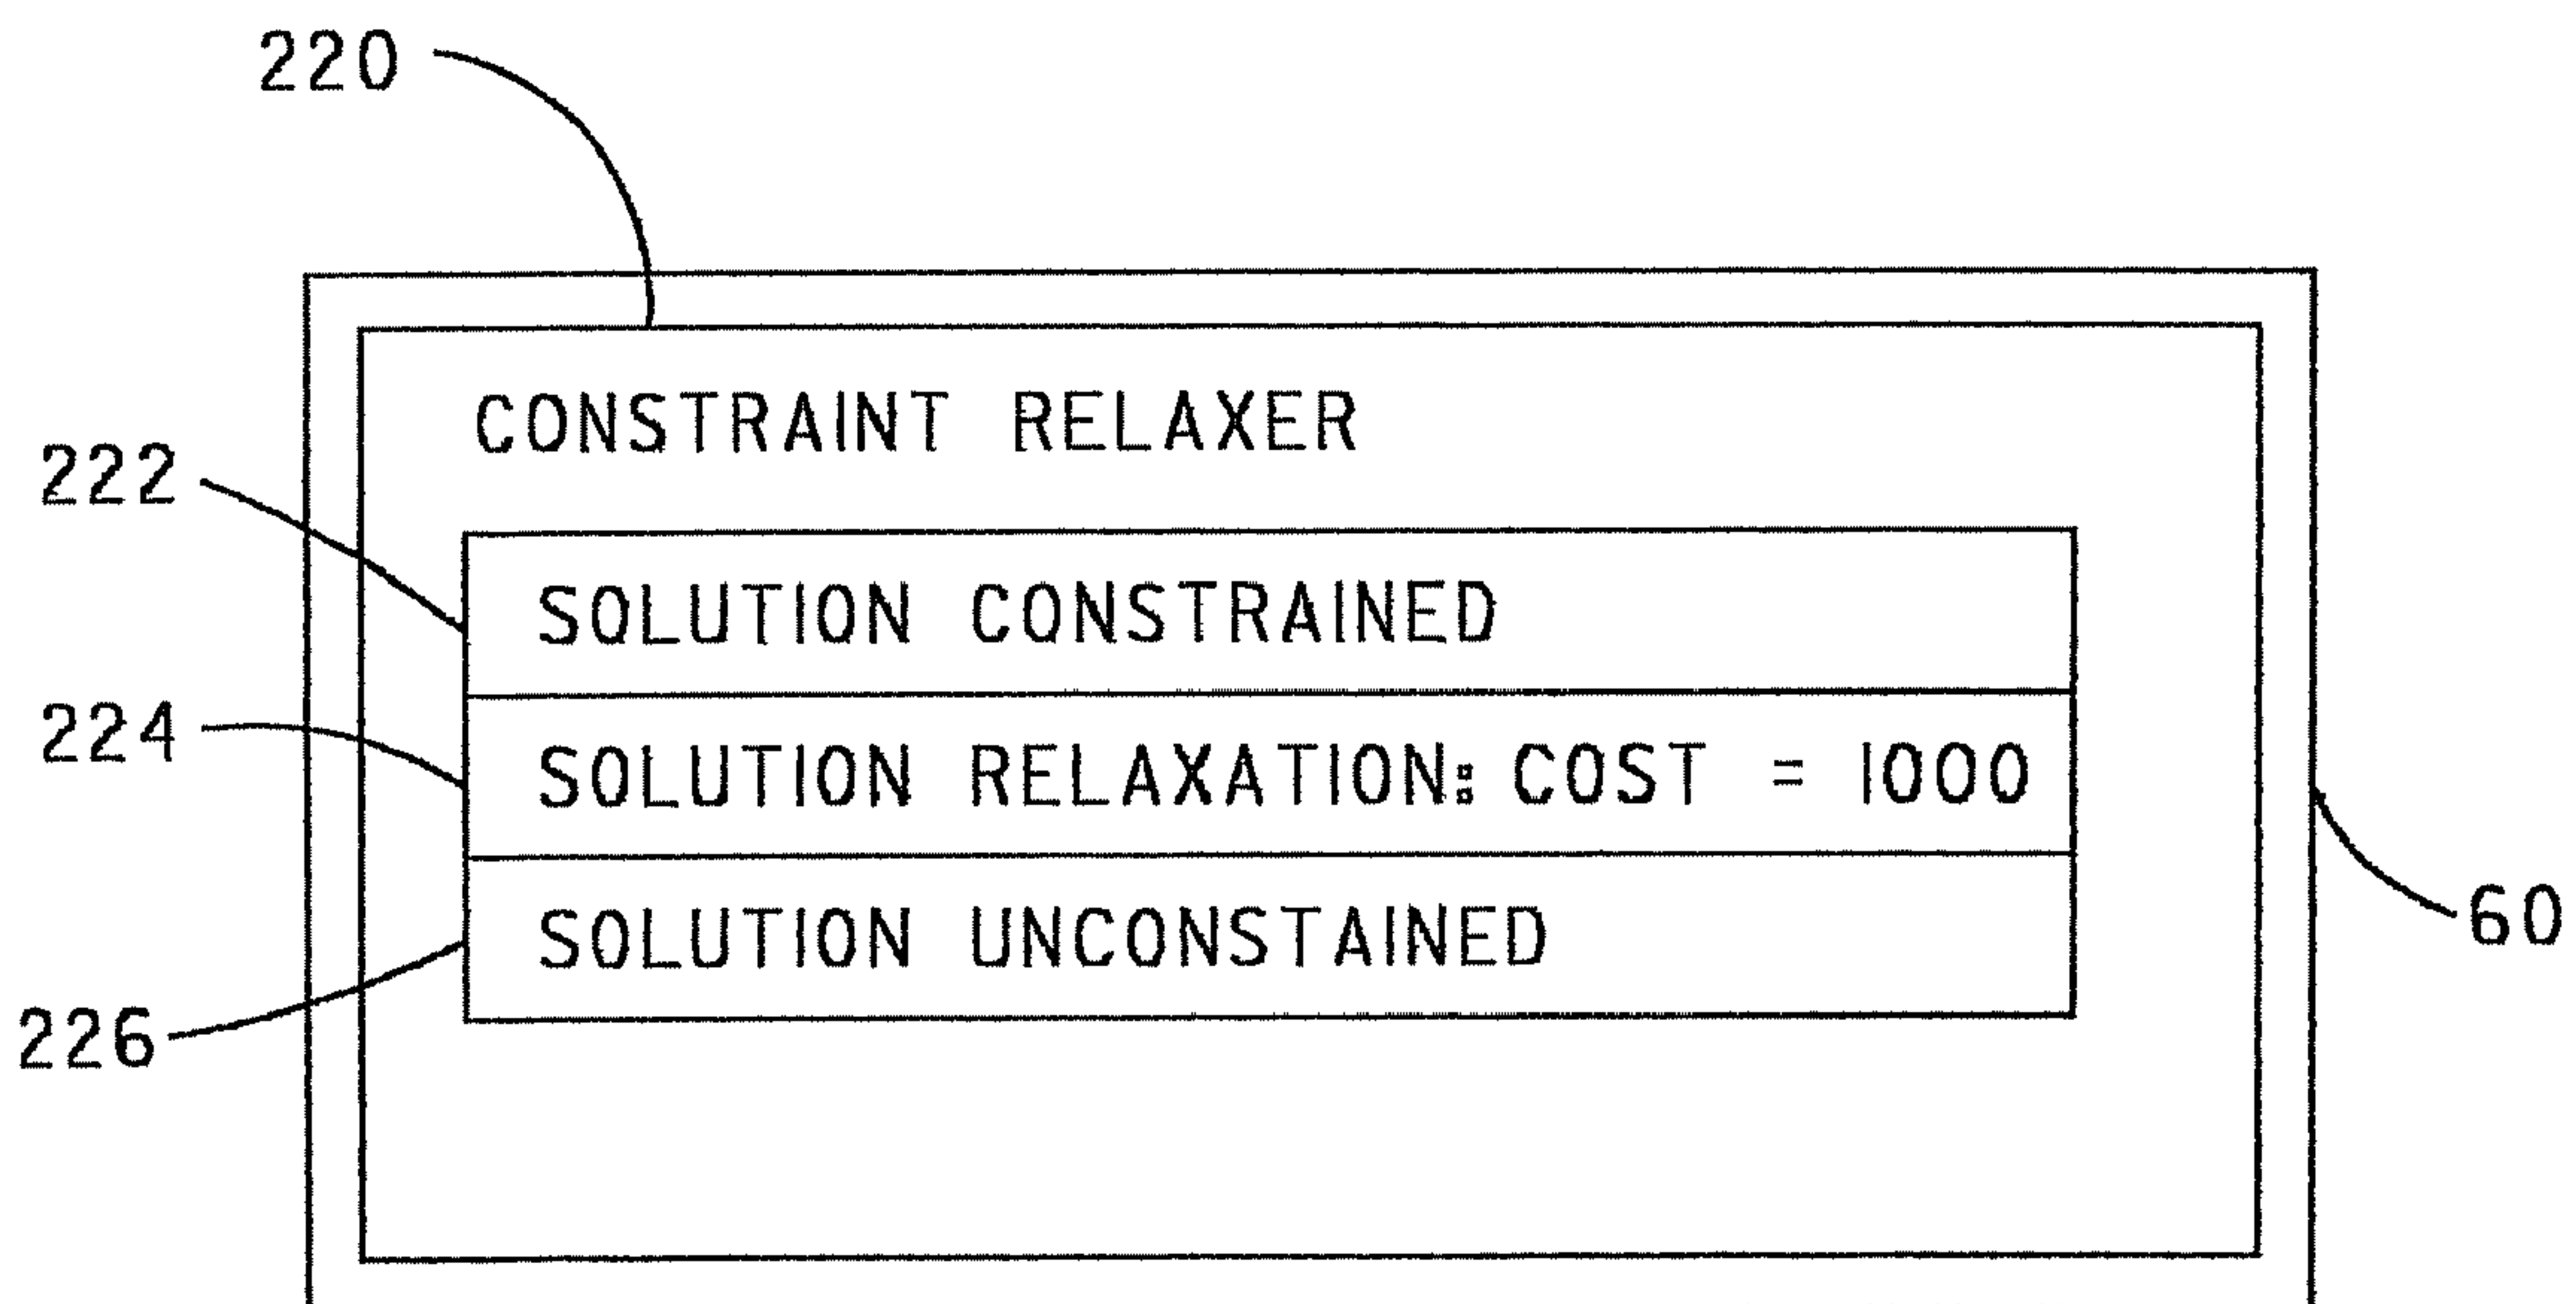 220
CONSTRAINT RELAXER
222
SOLUTION CONSTRAINED
224
SOLUTION RELAXATION: COST = 1000
60
226
SOLUTION UNCONSTAINED